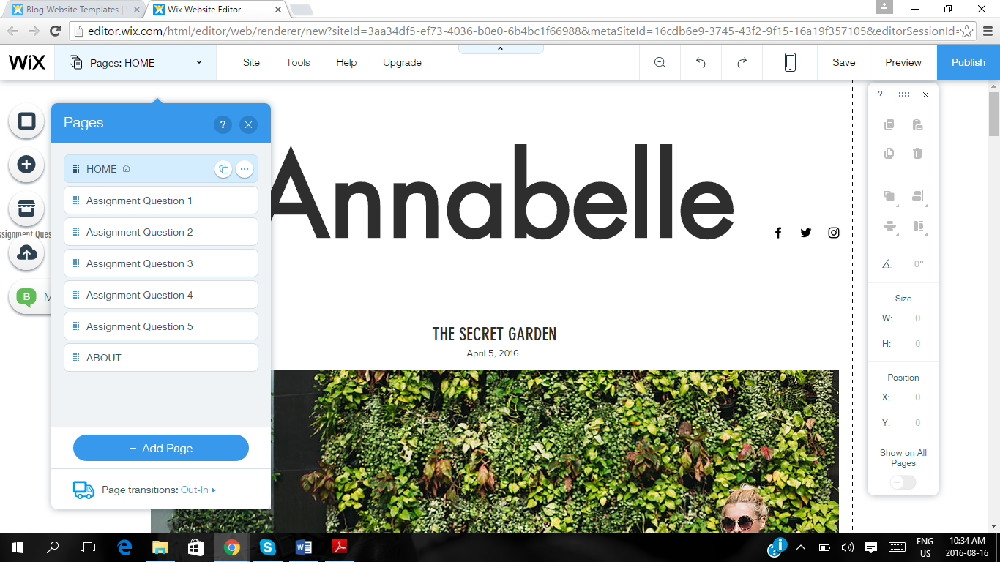 Blog Website Templates |
Wix Website Editor
editor.wix.com/html/editor/web/renderer/new?siteId=3aa34df5-ef73-4036-b0e0-6b4bc1f66988&metaSiteId=16cdb6e9-3745-43f2-9f15-16a19f357105&editorSessionId=
WiX
Pages: HOME
Site
Tools
Help
Upgrade
Save
Preview
Publish
Pages
?
HOME
Assignment Question 1
Assignment Question 2
Assignment Question 3
Assignment Question 4
Assignment Question 5
ABOUT
+ Add Page
Page transitions: Out-In
ssignment Ques
B
M
Annabelle
THE SECRET GARDEN
April 5, 2016
?
0°
Size
W: 0
H: 0
Position
X: 0
Y: 0
Show on All
Pages
ENG
US
10:34 AM
2016-08-16